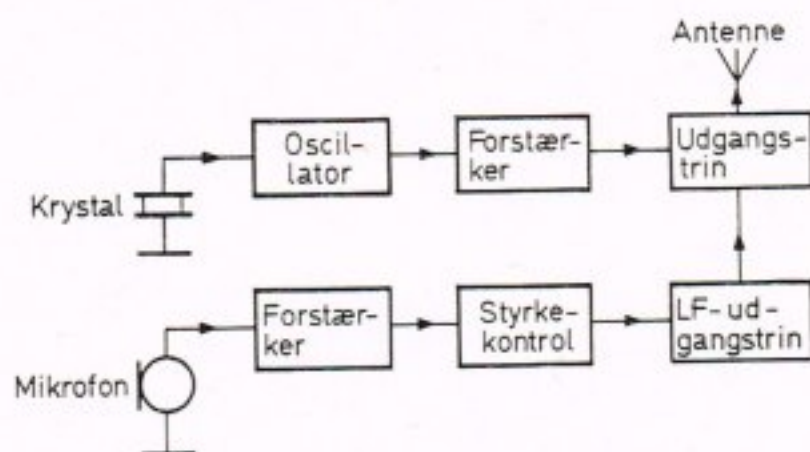 Antenne
Oscil-
lator
Forstær-
ker
Udgangs-
trin
Krystal
Forstær-
ker
Styrke-
kontrol
LF-ud-
gangstrin
Mikrofon